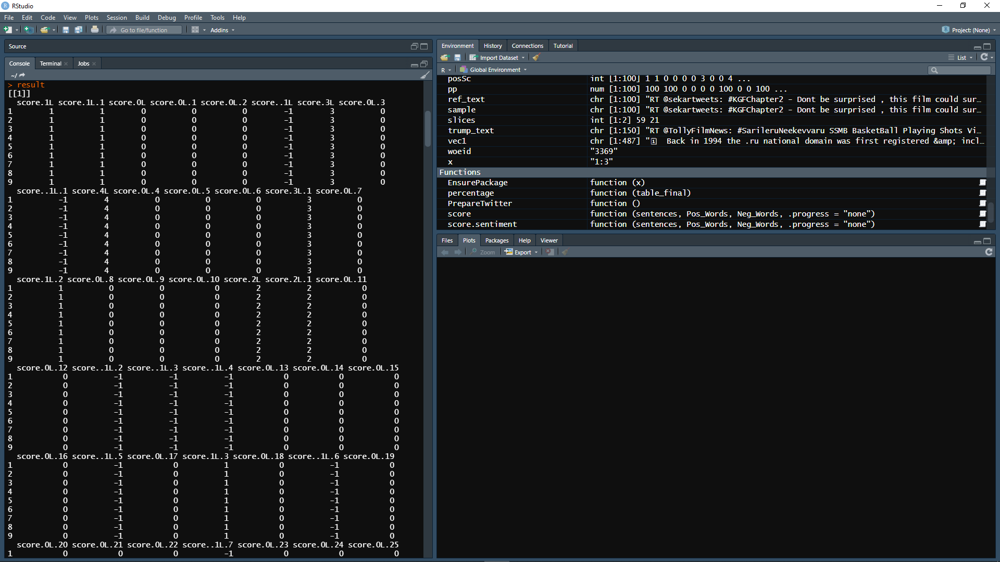 RStudio
File Edit Code View Plots Session Build Debug Profile Tools Help
Go to file/function Addins Project: (None)
Source
Console Terminal Jobs
~/
> result
[[1]]
score.1L score.1L.1 score.0L score.0L.1 score.0L.2 score..1L score.3L score.0L.3
1 1 1 0 0 0 -1 3 0
2 1 1 0 0 0 -1 3 0
3 1 1 0 0 0 -1 3 0
4 1 1 0 0 0 -1 3 0
5 1 1 0 0 0 -1 3 0
6 1 1 0 0 0 -1 3 0
7 1 1 0 0 0 -1 3 0
8 1 1 0 0 0 -1 3 0
9 1 1 0 0 0 -1 3 0
score..1L.1 score.4L score.0L.4 score.0L.5 score.0L.6 score.3L.1 score.0L.7
1 -1 4 0 0 0 3 0
2 -1 4 0 0 0 3 0
3 -1 4 0 0 0 3 0
4 -1 4 0 0 0 3 0
5 -1 4 0 0 0 3 0
6 -1 4 0 0 0 3 0
7 -1 4 0 0 0 3 0
8 -1 4 0 0 0 3 0
9 -1 4 0 0 0 3 0
score.1L.2 score.0L.8 score.0L.9 score.0L.10 score.2L score.2L.1 score.0L.11
1 1 0 0 0 2 2 0
2 1 0 0 0 2 2 0
3 1 0 0 0 2 2 0
4 1 0 0 0 2 2 0
5 1 0 0 0 2 2 0
6 1 0 0 0 2 2 0
7 1 0 0 0 2 2 0
8 1 0 0 0 2 2 0
9 1 0 0 0 2 2 0
score.0L.12 score..1L.2 score..1L.3 score..1L.4 score.0L.13 score.0L.14 score.0L.15
1 0 -1 -1 -1 0 0 0
2 0 -1 -1 -1 0 0 0
3 0 -1 -1 -1 0 0 0
4 0 -1 -1 -1 0 0 0
5 0 -1 -1 -1 0 0 0
6 0 -1 -1 -1 0 0 0
7 0 -1 -1 -1 0 0 0
8 0 -1 -1 -1 0 0 0
9 0 -1 -1 -1 0 0 0
score.0L.16 score..1L.5 score.0L.17 score.1L.3 score.0L.18 score..1L.6 score.0L.19
1 0 -1 0 1 0 -1 0
2 0 -1 0 1 0 -1 0
3 0 -1 0 1 0 -1 0
4 0 -1 0 1 0 -1 0
5 0 -1 0 1 0 -1 0
6 0 -1 0 1 0 -1 0
7 0 -1 0 1 0 -1 0
8 0 -1 0 1 0 -1 0
9 0 -1 0 1 0 -1 0
score.0L.20 score.0L.21 score.0L.22 score..1L.7 score.0L.23 score.0L.24 score.0L.25
1 0 0 0 -1 0 0 0
Environment History Connections Tutorial
Import Dataset List
R Global Environment
posSc int [1:100] 1 1 0 0 0 0 3 0 0 4 ...
pp num [1:100] 100 100 0 0 0 0 100 0 0 100 ...
ref_text chr [1:100] "RT @sekartweets: #KGFChapter2 - Dont be surprised , this film could sur…
sample chr [1:100] "RT @sekartweets: #KGFChapter2 - Dont be surprised , this film could sur…
slices int [1:2] 59 21
trump_text chr [1:150] "RT @TollyFilmNews: #SarileruNeekevvaru SSMB BasketBall Playing Shots Vi…
vec1 chr [1:487] "ℹ Back in 1994 the .ru national domain was first registered &amp; incl…
woeid "3369"
x "1:3"
Functions
EnsurePackage function (x)
percentage function (table_final)
PrepareTwitter function ()
score function (sentences, Pos_Words, Neg_Words, .progress = "none")
score.sentiment function (sentences, Pos_Words, Neg_Words, .progress = "none")
Files Plots Packages Help Viewer
Zoom Export